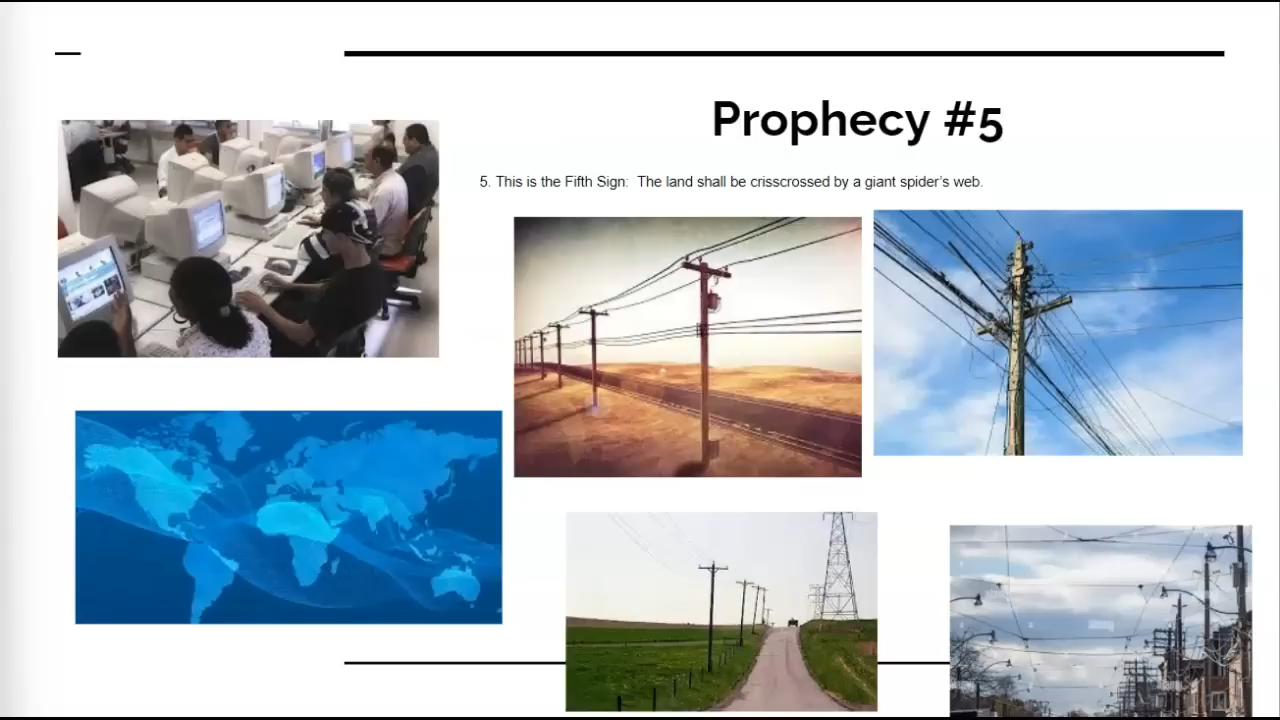 Prophecy #5
5. This is the Fifth Sign:  The land shall be crisscrossed by a giant spider's web.